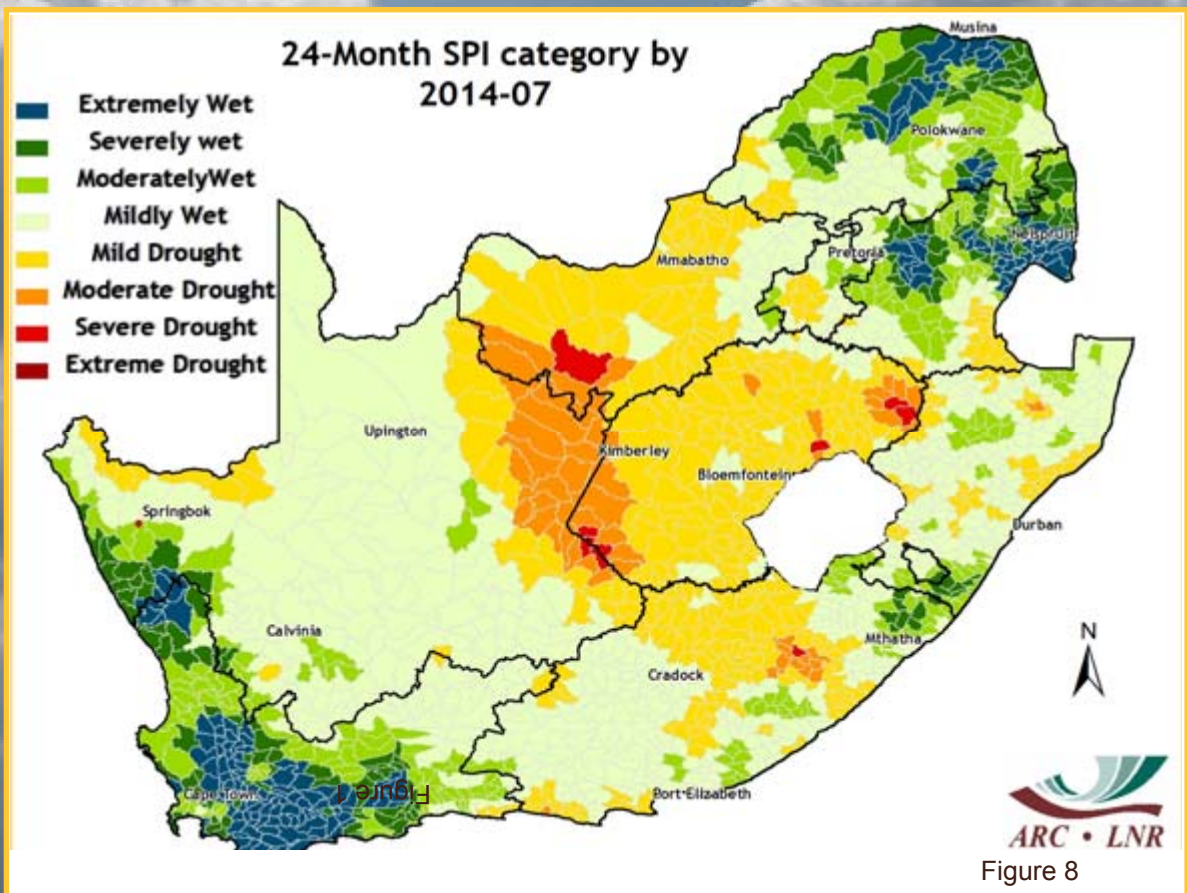 24-Month SPI category by
2014-07
Extremely Wet
Severely wet
ModeratelyWet
Mildly Wet
Mild Drought
Moderate Drought
Severe Drought
Extreme Drought
Musina
Polokwane
Nelspruit
Pretoria
Mmabatho
Upington
Kimberley
Bloemfontein
Springbok
Durban
Calvinia
Mthatha
Cradock
N
Cape Town
Figure 1
Port Elizabeth
ARC • LNR
Figure 8